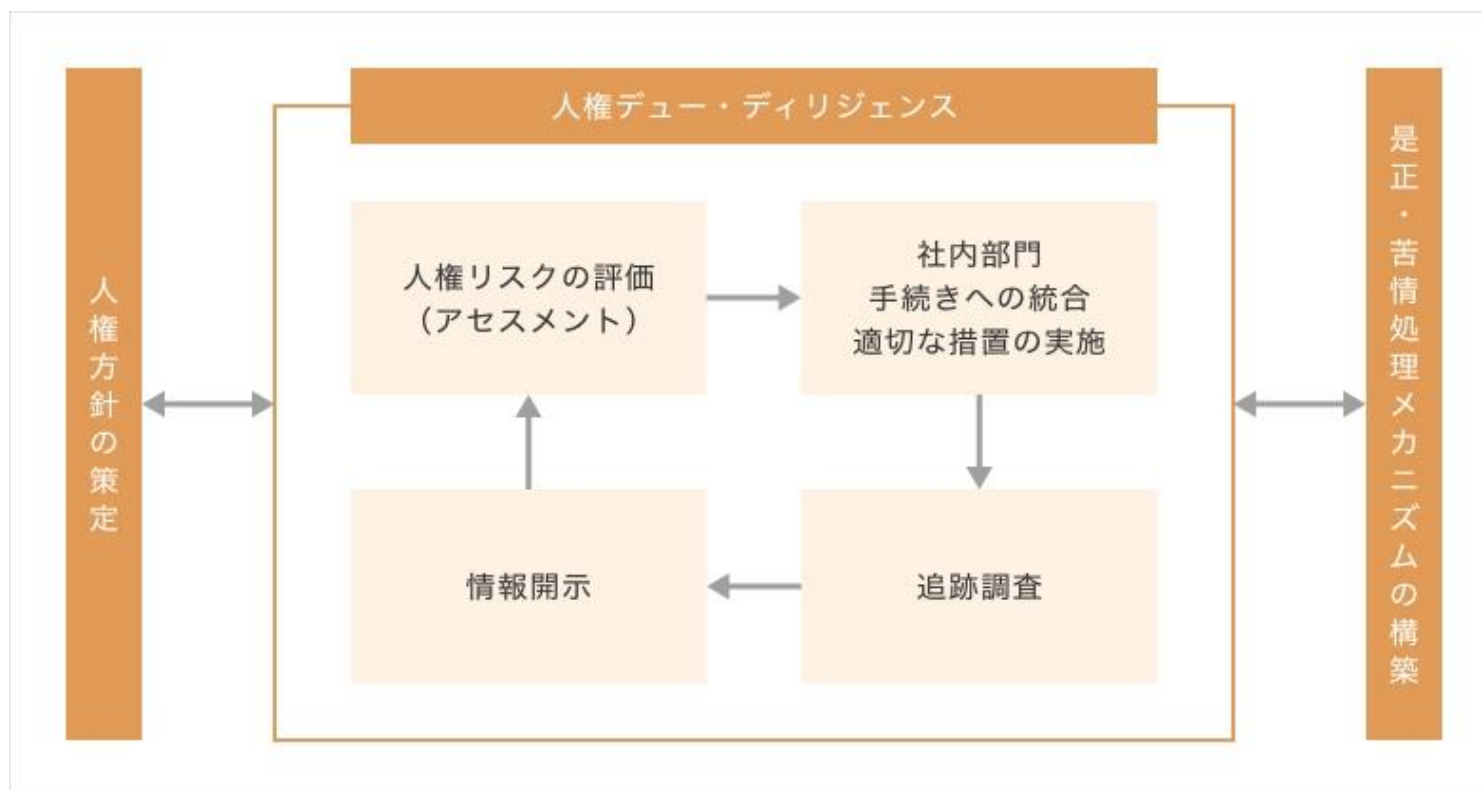 人権方針の策定
人権デュー・ディリジェンス
人権リスクの評価
（アセスメント）
社内部門
手続きへの統合
適切な措置の実施
情報開示
追跡調査
是正・苦情処理メカニズムの構築